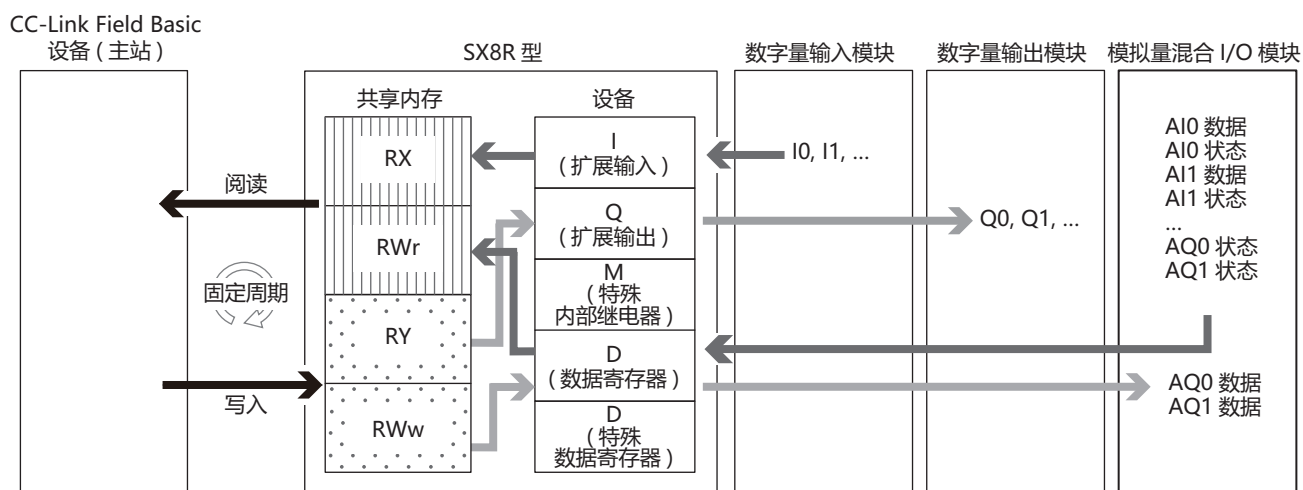 CC-Link Field Basic
设备 ( 主站 )
SX8R 型
数字量输入模块
数字量输出模块
模拟量混合 I/O 模块
共享内存
设备
RX
RWr
RY
RWw
I
( 扩展输入 )
Q
( 扩展输出 )
M
( 特殊
内部继电器 )
D
( 数据寄存器 )
D
( 特殊
数据寄存器 )
阅读
固定周期
写入
I0, I1, ...
Q0, Q1, ...
AI0 数据
AI0 状态
AI1 数据
AI1 状态
...
AQ0 状态
AQ1 状态
AQ0 数据
AQ1 数据